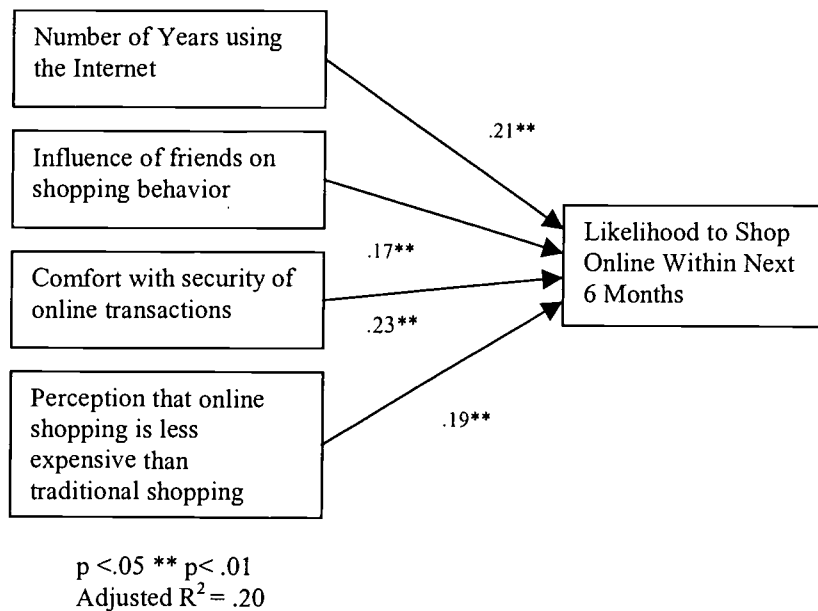 Number of Years using
the Internet
.21**
Influence of friends on
shopping behavior
Likelihood to Shop
Online Within Next
6 Months
.17**
Comfort with security of
online transactions
.23**
Perception that online
shopping is less
expensive than
traditional shopping
.19**
p <.05 ** p< .01
Adjusted R² = .20